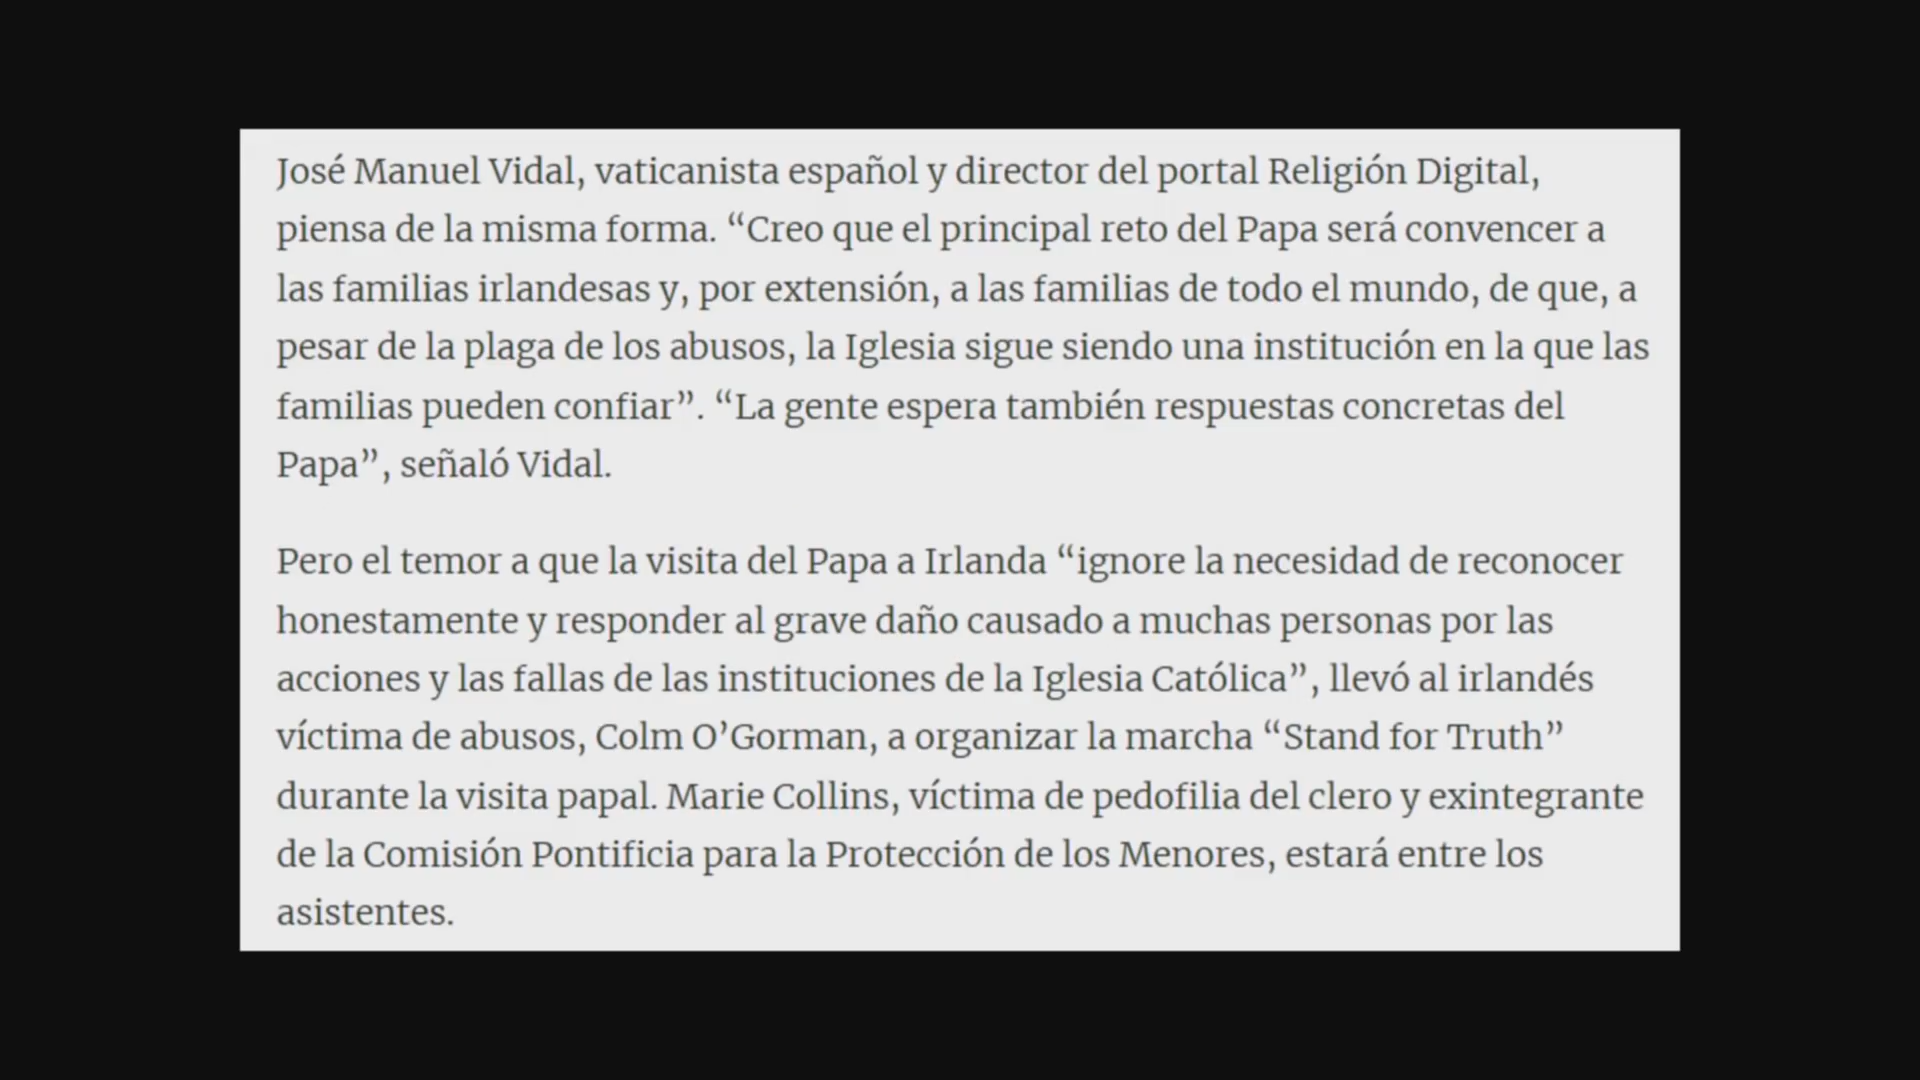 José Manuel Vidal, vaticanista español y director del portal Religión Digital,
piensa de la misma forma. “Creo que el principal reto del Papa será convencer a
las familias irlandesas y, por extensión, a las familias de todo el mundo, de que, a
pesar de la plaga de los abusos, la Iglesia sigue siendo una institución en la que las
familias pueden confiar”. “La gente espera también respuestas concretas del
Papa”, señaló Vidal.
Pero el temor a que la visita del Papa a Irlanda “ignore la necesidad de reconocer
honestamente y responder al grave daño causado a muchas personas por las
acciones y las fallas de las instituciones de la Iglesia Católica”, llevó al irlandés
víctima de abusos, Colm O’Gorman, a organizar la marcha “Stand for Truth”
durante la visita papal. Marie Collins, víctima de pedofilia del clero y exintegrante
de la Comisión Pontificia para la Protección de los Menores, estará entre los
asistentes.